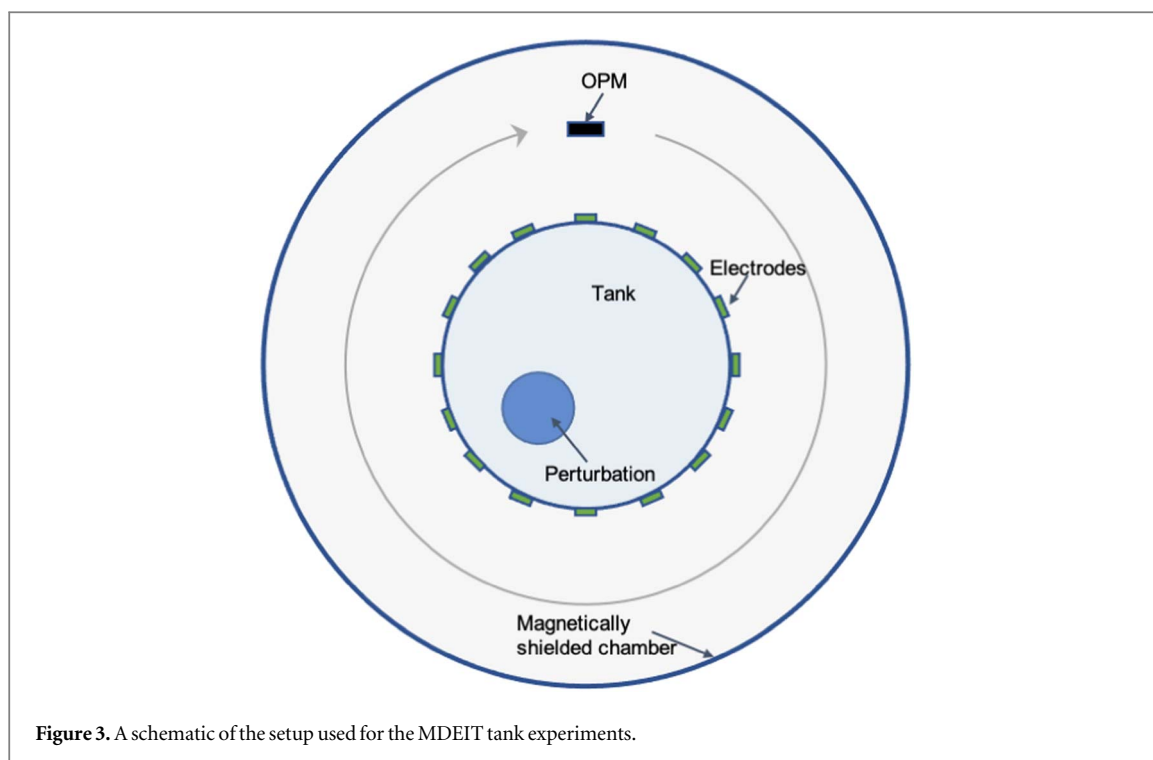 OPM
Electrodes
Tank
Perturbation
Magnetically
shielded chamber
Figure 3. A schematic of the setup used for the MDEIT tank experiments.